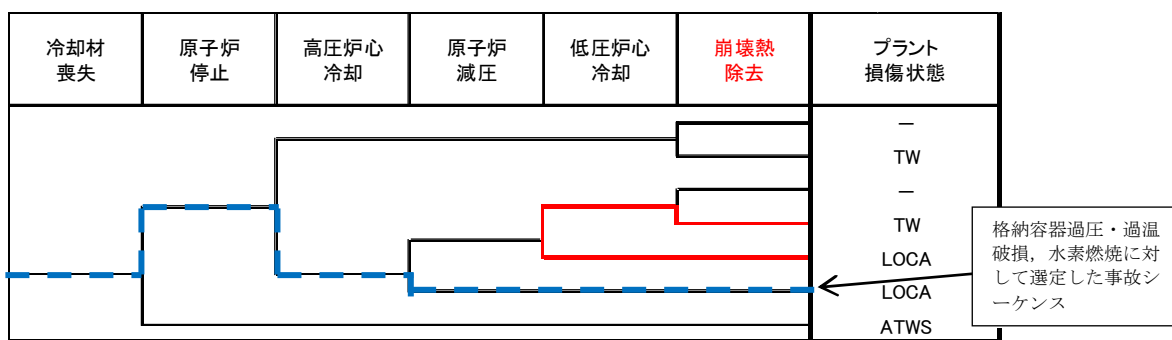 冷却材
喪失
原子炉
停止
高圧炉心
冷却
原子炉
減圧
低圧炉心
冷却
崩壊熱
除去
プラント
損傷状態
－
TW
－
TW
LOCA
LOCA
ATWS
格納容器過圧・過温
破損，水素燃焼に対
して選定した事故シ
ーケンス